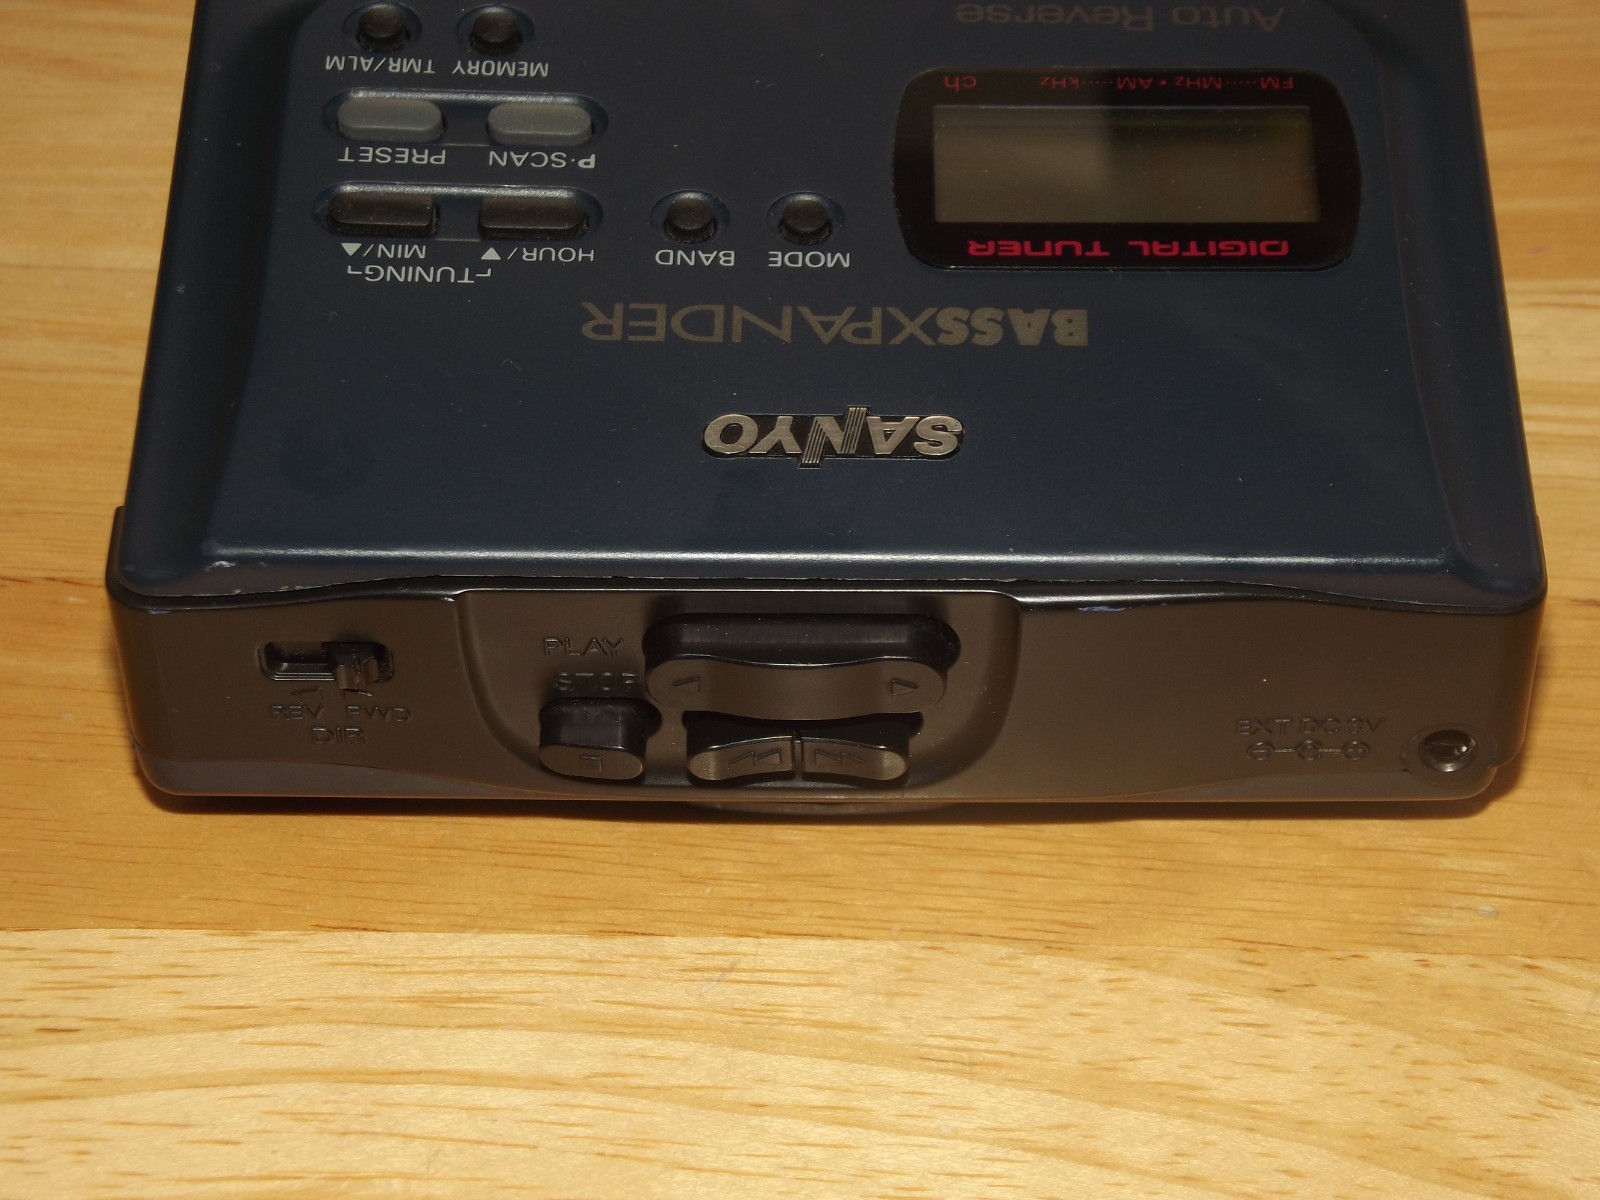 Auto Reverse
MEMORY TMR/ALM
FM·····MHz • AM·····kHz ch
P·SCAN PRESET
DIGITAL TUNER
MODE BAND HOUR/▼ MIN/▲
TUNING
BASSXPANDER
SANYO
PLAY
STOP
REV FWD
DIR
EXT DC 3V